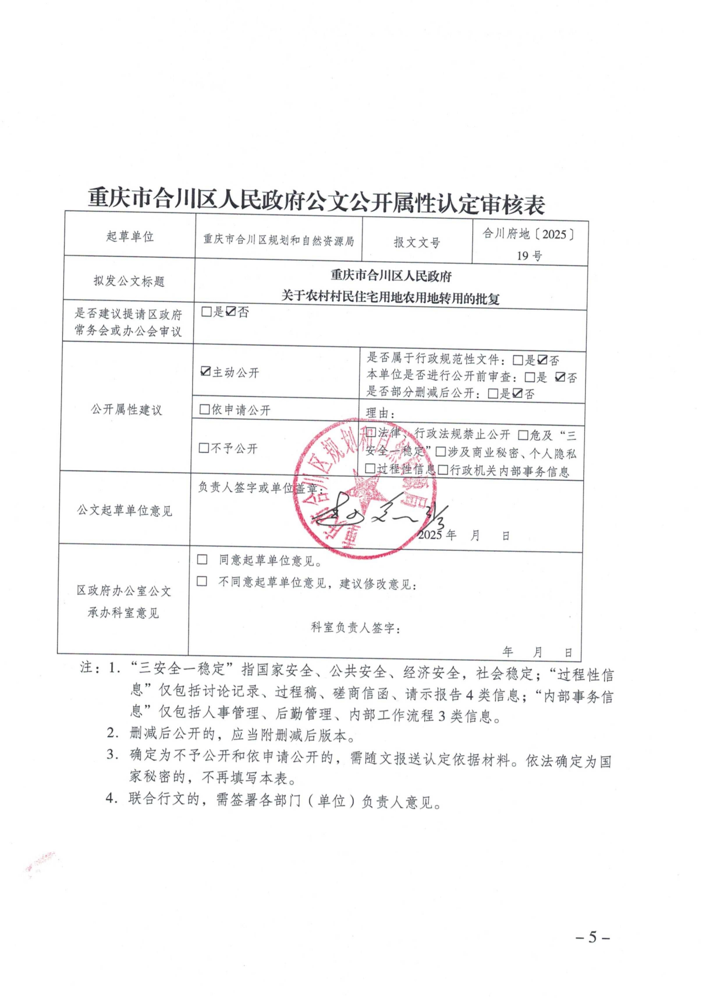 重庆市合川区人民政府公文公开属性认定审核表
起草单位
重庆市合川区规划和自然资源局
报文文号
合川府地〔2025〕
19 号
拟发公文标题
重庆市合川区人民政府
关于农村村民住宅用地农用地转用的批复
是否建议提请区政府
常务会或办公会审议
□是☑否
公开属性建议
☑主动公开
是否属于行政规范性文件：□是☑否
本单位是否进行公开前审查：□是 ☑否
是否部分删减后公开：□是☑否
□依申请公开
理由：
□不予公开
□法律、行政法规禁止公开 □危及“三
安全一稳定”□涉及商业秘密、个人隐私
□过程性信息□行政机关内部事务信息
公文起草单位意见
负责人签字或单位盖章：
重庆市合川区规划和自然资源局
2025 年 月 日
区政府办公室公文
承办科室意见
□ 同意起草单位意见。
□ 不同意起草单位意见，建议修改意见：
科室负责人签字：
年 月 日
注：1. “三安全一稳定”指国家安全、公共安全、经济安全，社会稳定；“过程性信
息”仅包括讨论记录、过程稿、磋商信函、请示报告 4 类信息；“内部事务信
息”仅包括人事管理、后勤管理、内部工作流程 3 类信息。
2. 删减后公开的，应当附删减后版本。
3. 确定为不予公开和依申请公开的，需随文报送认定依据材料。依法确定为国
家秘密的，不再填写本表。
4. 联合行文的，需签署各部门（单位）负责人意见。
－5－